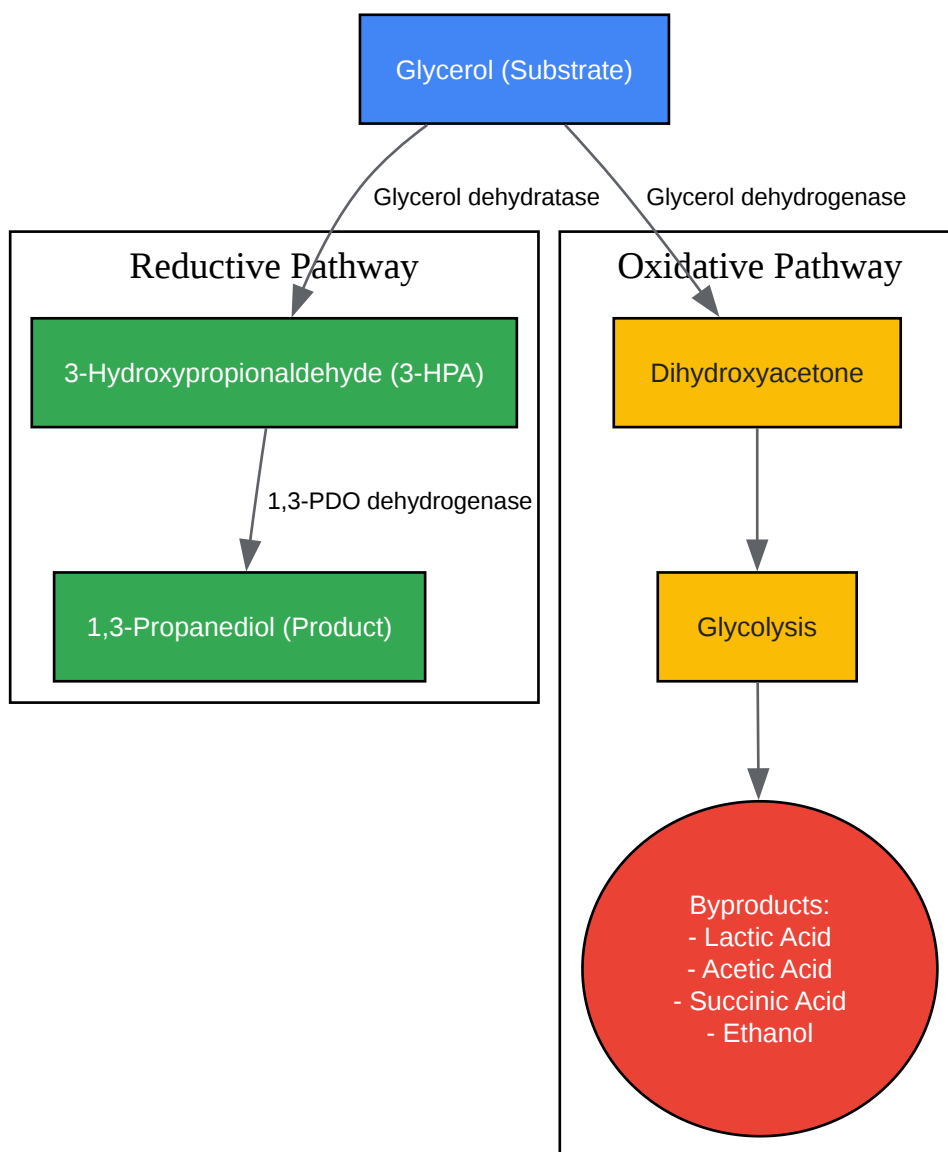 Glycerol (Substrate)
Glycerol dehydratase
Glycerol dehydrogenase
Reductive Pathway
Oxidative Pathway
3-Hydroxypropionaldehyde (3-HPA)
Dihydroxyacetone
1,3-PDO dehydrogenase
1,3-Propanediol (Product)
Glycolysis
Byproducts:
- Lactic Acid
- Acetic Acid
- Succinic Acid
- Ethanol